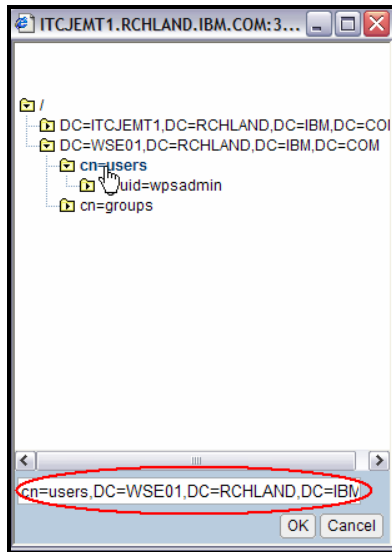 ITCJEMT1.RCHLAND.IBM.COM:3...
/
DC=ITCJEMT1,DC=RCHLAND,DC=IBM,DC=CO
DC=WSE01,DC=RCHLAND,DC=IBM,DC=COM
cn=users
uid=wpsadmin
cn=groups
cn=users,DC=WSE01,DC=RCHLAND,DC=IBM
OK Cancel